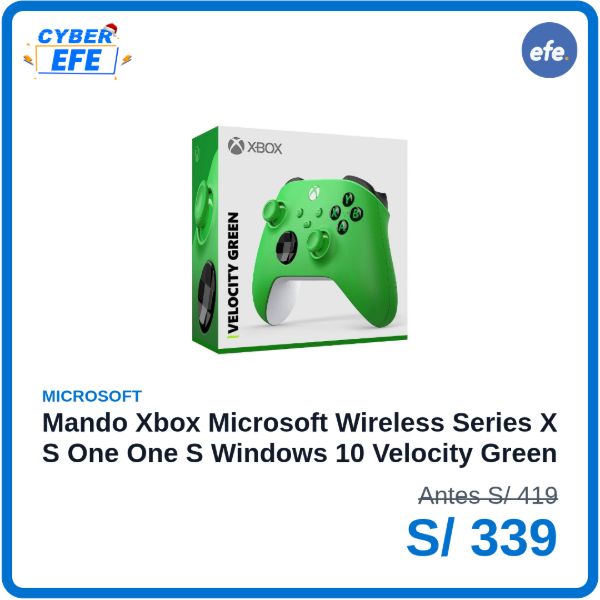 CYBER
EFE
efe.
XBOX
VELOCITY GREEN
Y
X B
A
MICROSOFT
Mando Xbox Microsoft Wireless Series X
S One One S Windows 10 Velocity Green
Antes S/ 419
S/ 339